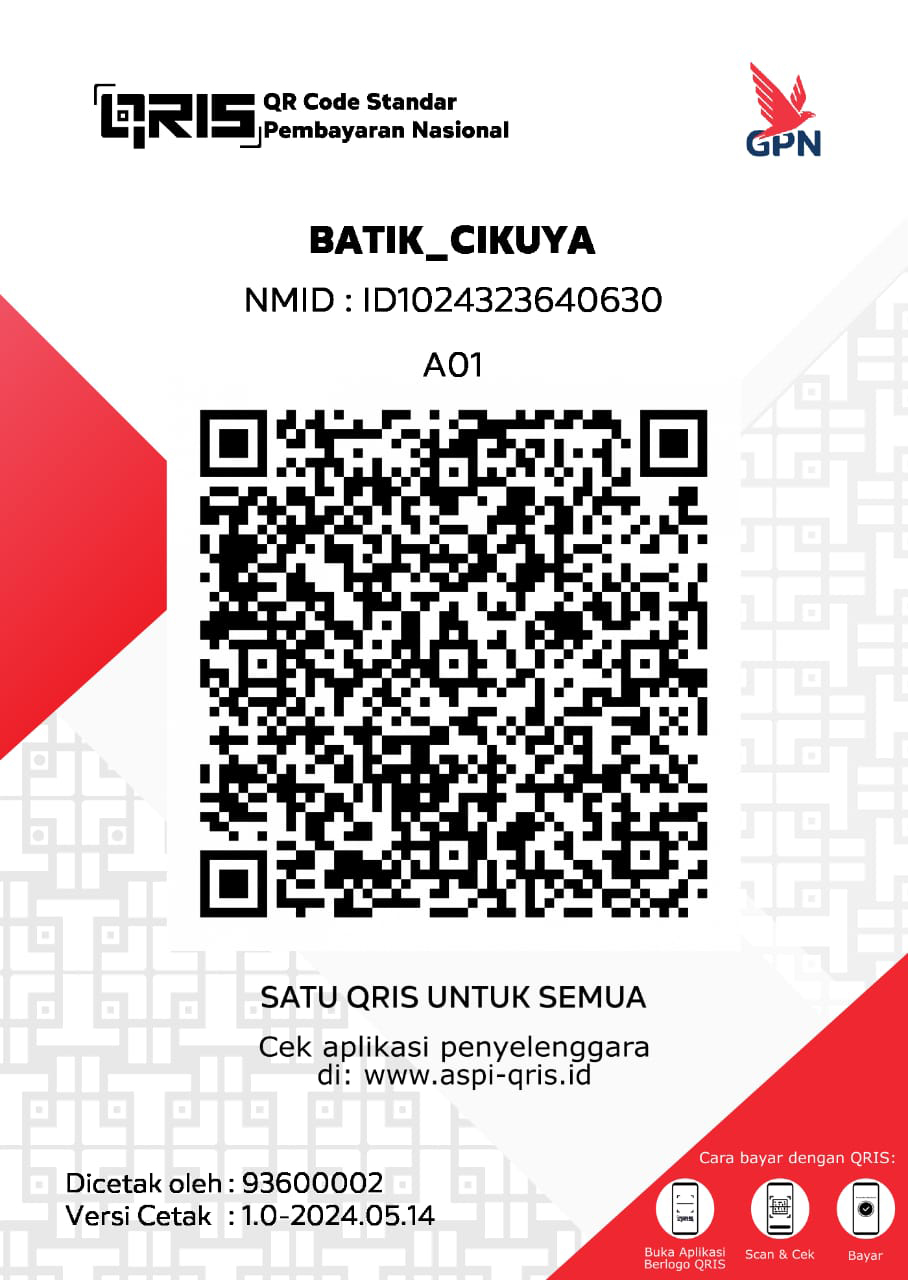 QRIS QR Code Standar
Pembayaran Nasional
GPN
BATIK_CIKUYA
NMID : ID1024323640630
A01
SATU QRIS UNTUK SEMUA
Cek aplikasi penyelenggara
di: www.aspi-qris.id
Dicetak oleh : 93600002
Versi Cetak : 1.0-2024.05.14
Cara bayar dengan QRIS:
QRIS
Buka Aplikasi
Berlogo QRIS
Scan & Cek
Bayar